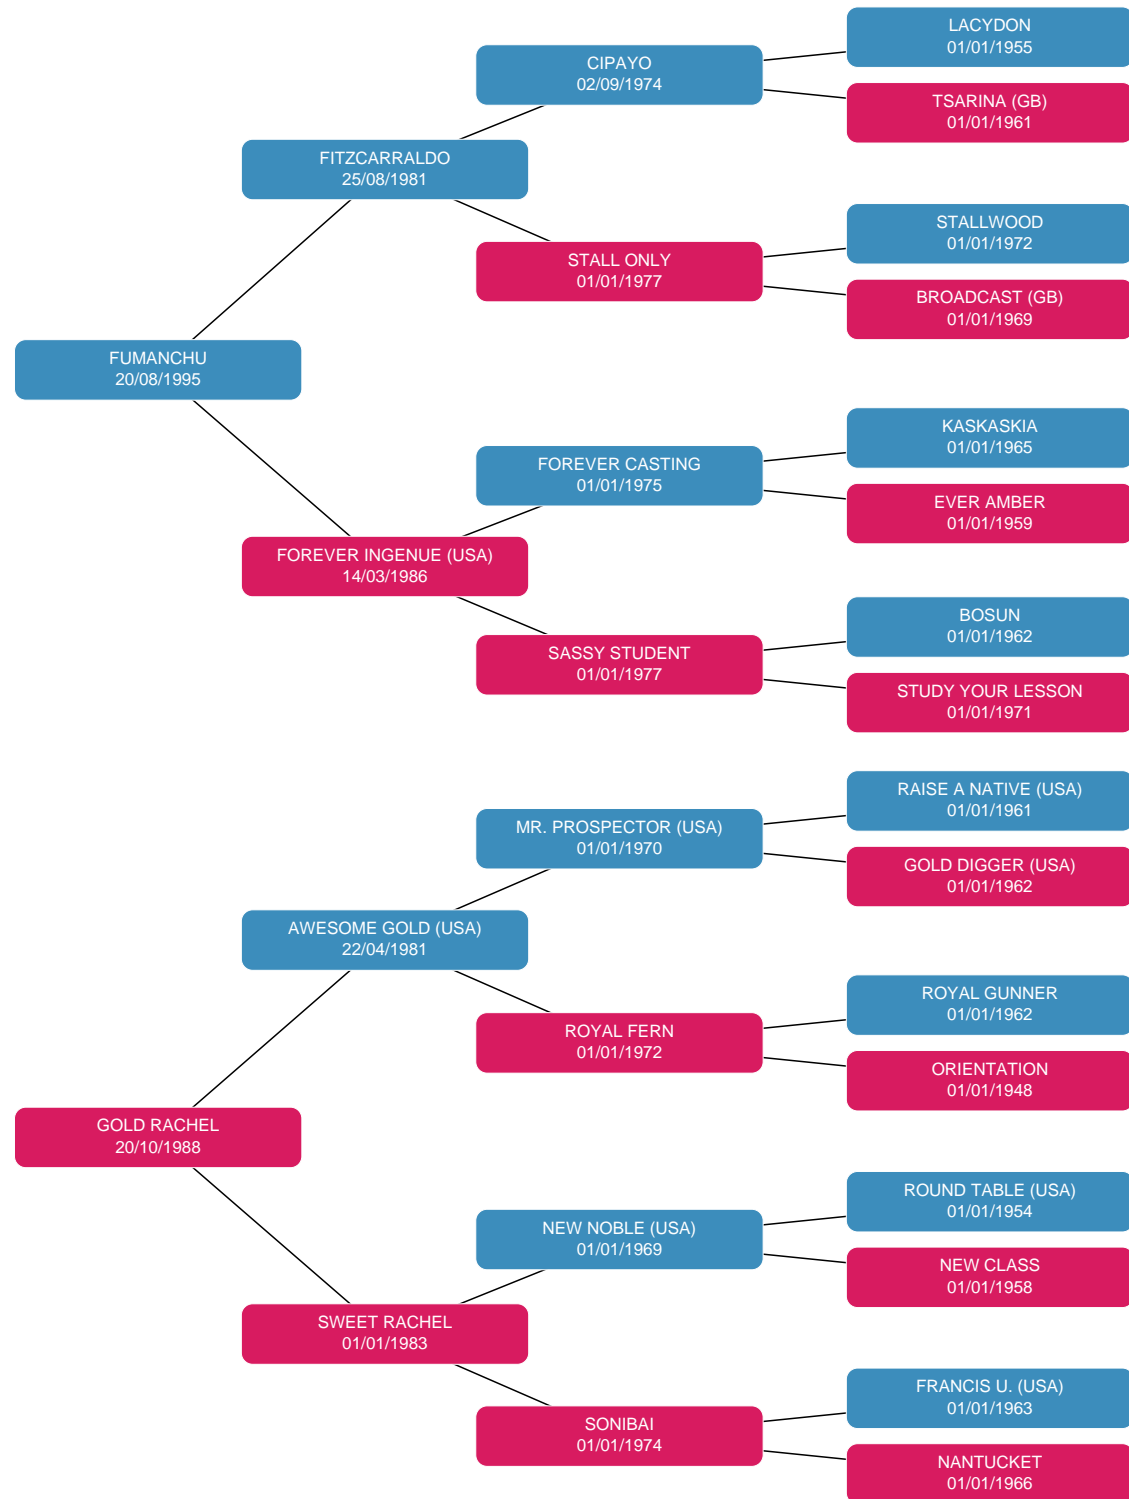 LACYDON
01/01/1955
CIPAYO
02/09/1974
TSARINA (GB)
01/01/1961
FITZCARRALDO
25/08/1981
STALLWOOD
01/01/1972
STALL ONLY
01/01/1977
BROADCAST (GB)
01/01/1969
FUMANCHU
20/08/1995
KASKASKIA
01/01/1965
FOREVER CASTING
01/01/1975
EVER AMBER
01/01/1959
FOREVER INGENUE (USA)
14/03/1986
BOSUN
01/01/1962
SASSY STUDENT
01/01/1977
STUDY YOUR LESSON
01/01/1971
RAISE A NATIVE (USA)
01/01/1961
MR. PROSPECTOR (USA)
01/01/1970
GOLD DIGGER (USA)
01/01/1962
AWESOME GOLD (USA)
22/04/1981
ROYAL GUNNER
01/01/1962
ROYAL FERN
01/01/1972
ORIENTATION
01/01/1948
GOLD RACHEL
20/10/1988
ROUND TABLE (USA)
01/01/1954
NEW NOBLE (USA)
01/01/1969
NEW CLASS
01/01/1958
SWEET RACHEL
01/01/1983
FRANCIS U. (USA)
01/01/1963
SONIBAI
01/01/1974
NANTUCKET
01/01/1966